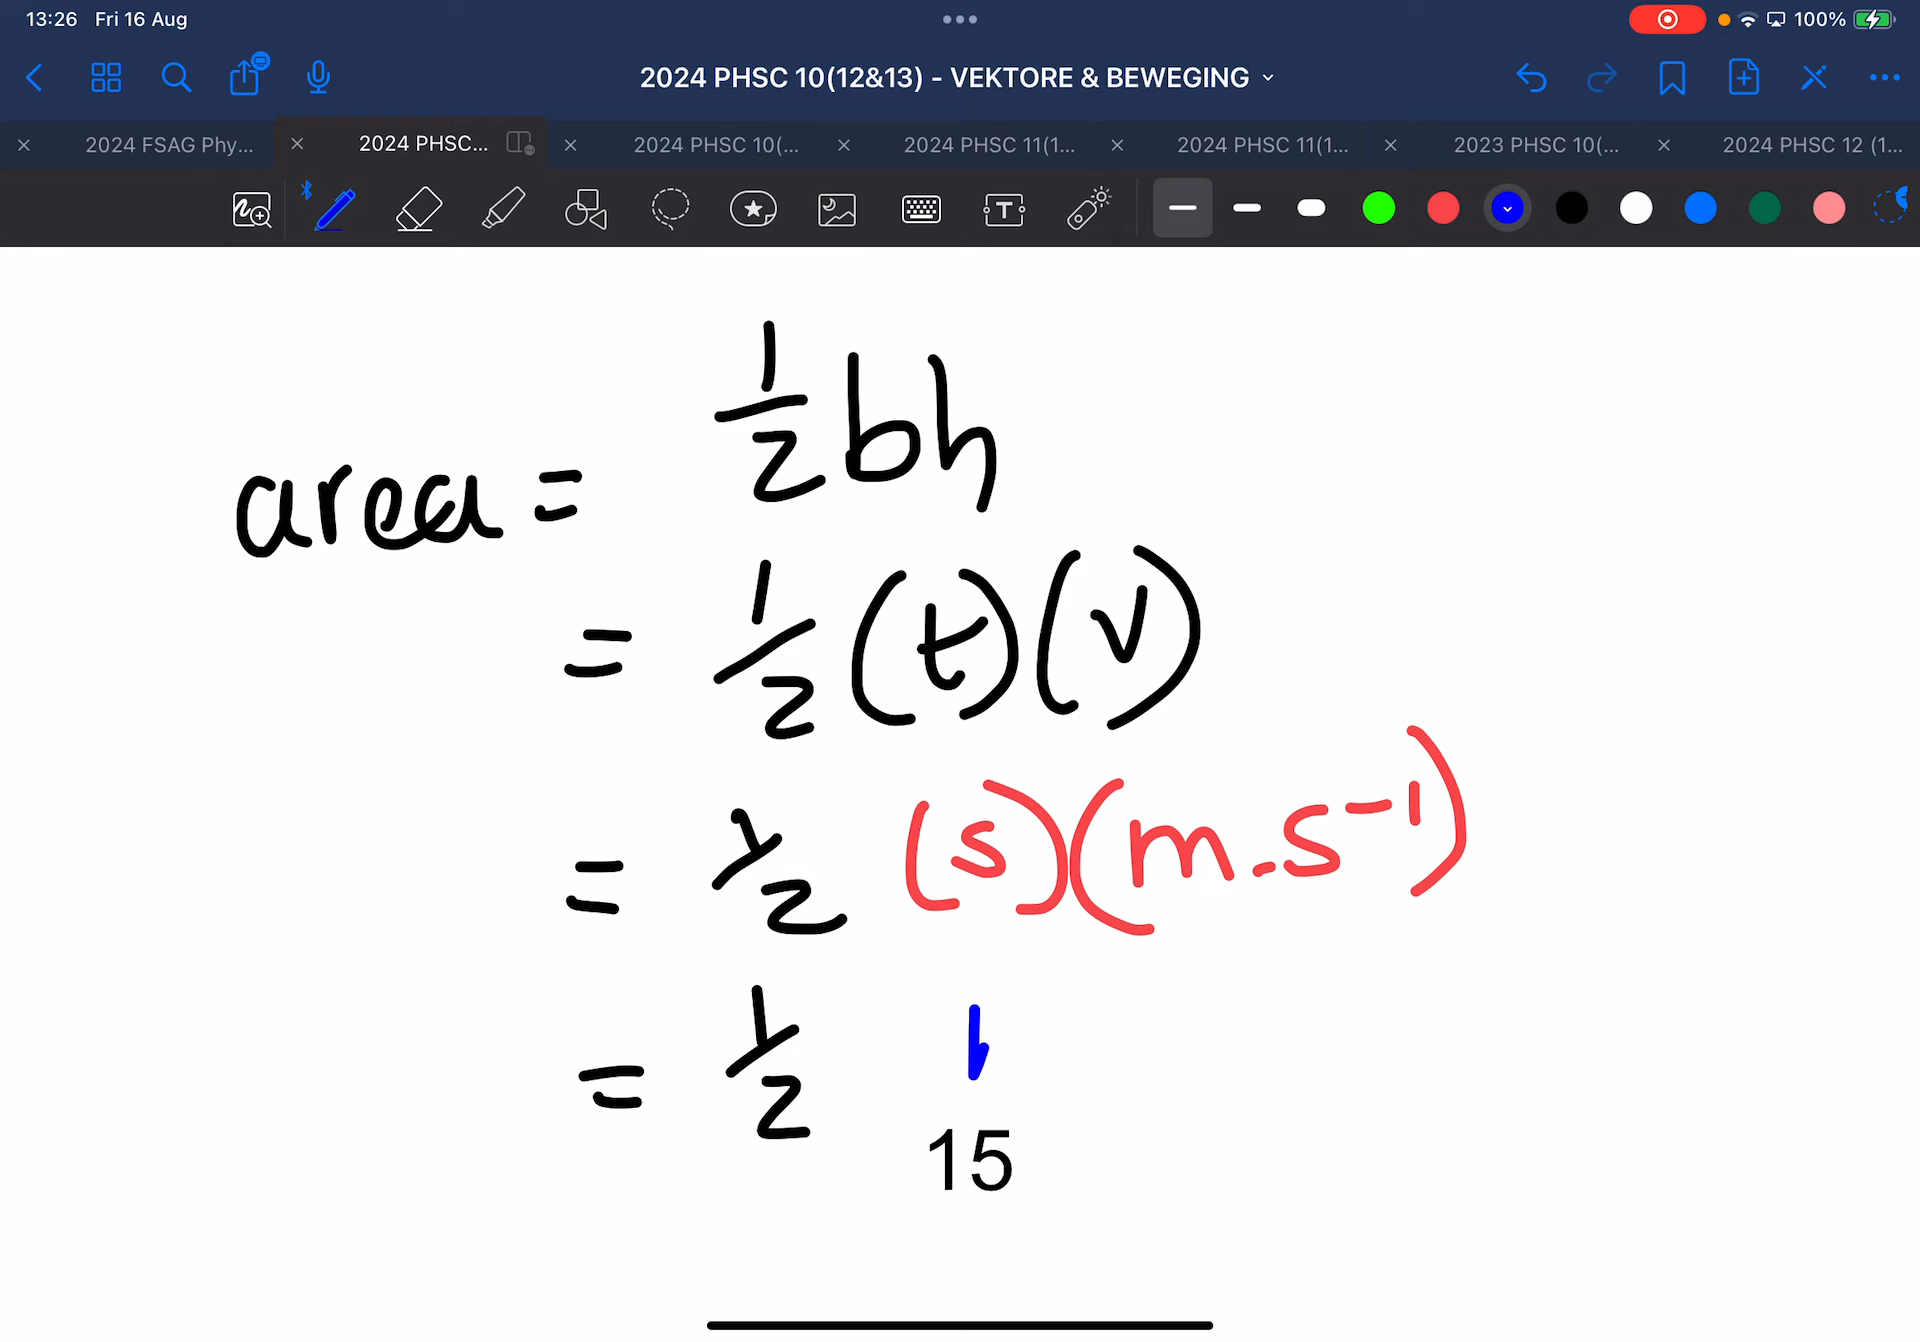 13:26 Fri 16 Aug
100%
2024 PHSC 10(12&13) - VEKTORE & BEWEGING
2024 FSAG Phy...
2024 PHSC...
2024 PHSC 10(...
2024 PHSC 11(1...
2024 PHSC 11(1...
2023 PHSC 10(...
2024 PHSC 12 (1...
area = 1/2 bh
= 1/2 (t)(v)
= 1/2 (s)(m.s⁻¹)
= 1/2
15